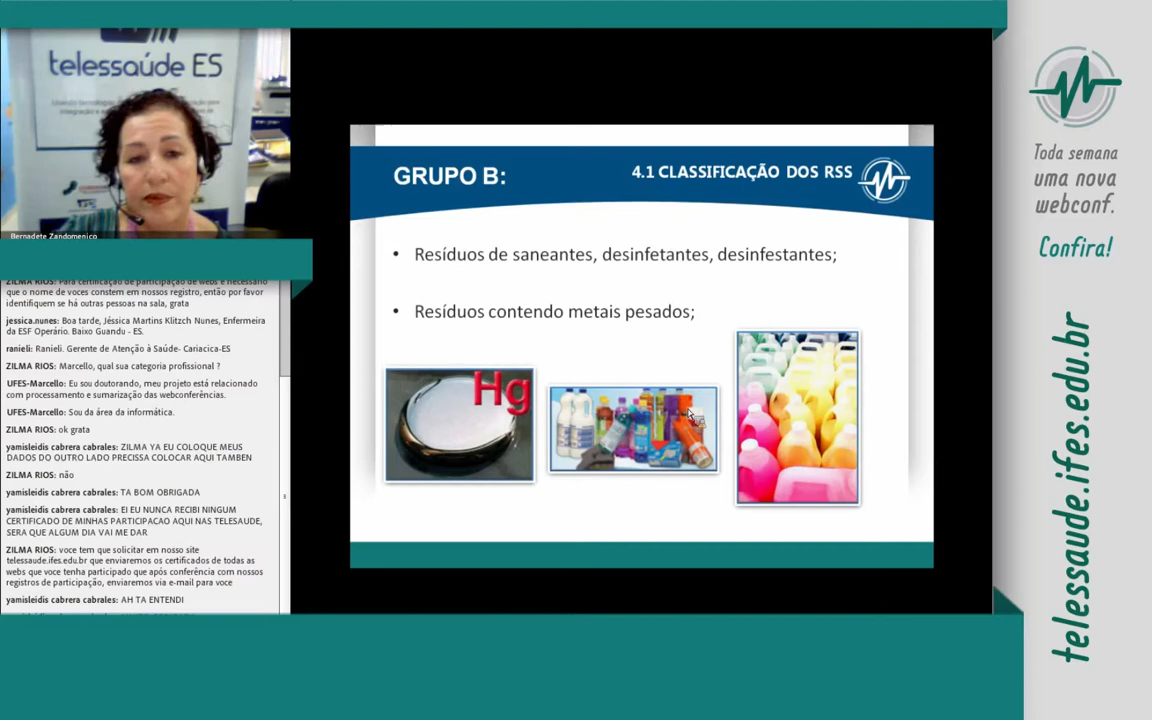 telessaúde ES
Bernadete Zandomenico
ZILMA RIOS: Para certificação de participação de webs é necessário
que o nome de voces constem em nossos registro, então por favor
identifiquem se há outras pessoas na sala, grata
jessica.nunes: Boa tarde, Jéssica Martins Klitzch Nunes, Enfermeira
da ESF Operário. Baixo Guandu - ES.
ranieli: Ranieli. Gerente de Atenção à Saúde- Cariacica-ES
ZILMA RIOS: Marcello, qual sua categoria profissional ?
UFES-Marcello: Eu sou doutorando, meu projeto está relacionado
com processamento e sumarização das webconferências.
UFES-Marcello: Sou da área da informática.
ZILMA RIOS: ok grata
yamisleidis cabrera cabrales: ZILMA YA EU COLOQUE MEUS
DADOS DO OUTRO LADO PRECISSA COLOCAR AQUI TAMBEN
ZILMA RIOS: não
yamisleidis cabrera cabrales: TA BOM OBRIGADA
yamisleidis cabrera cabrales: EI EU NUNCA RECIBI NINGUM
CERTIFICADO DE MINHAS PARTICIPACAO AQUI NAS TELESAUDE,
SERA QUE ALGUM DIA VAI ME DAR
ZILMA RIOS: voce tem que solicitar em nosso site
telessaude.ifes.edu.br que enviaremos os certificados de todas as
webs que voce tenha participado que após conferência com nossos
registros de participação, enviaremos via e-mail para voce
yamisleidis cabrera cabrales: AH TA ENTENDI
GRUPO B:
4.1 CLASSIFICAÇÃO DOS RSS
• Resíduos de saneantes, desinfetantes, desinfestantes;
• Resíduos contendo metais pesados;
Hg
Toda semana
uma nova
webconf.
Confira!
telessaude.ifes.edu.br